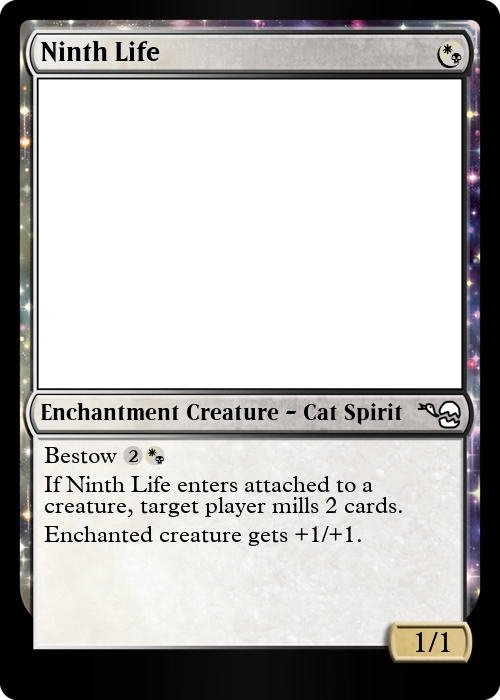 Ninth Life
Enchantment Creature – Cat Spirit
Bestow 2
If Ninth Life enters attached to a
creature, target player mills 2 cards.
Enchanted creature gets +1/+1.
1/1